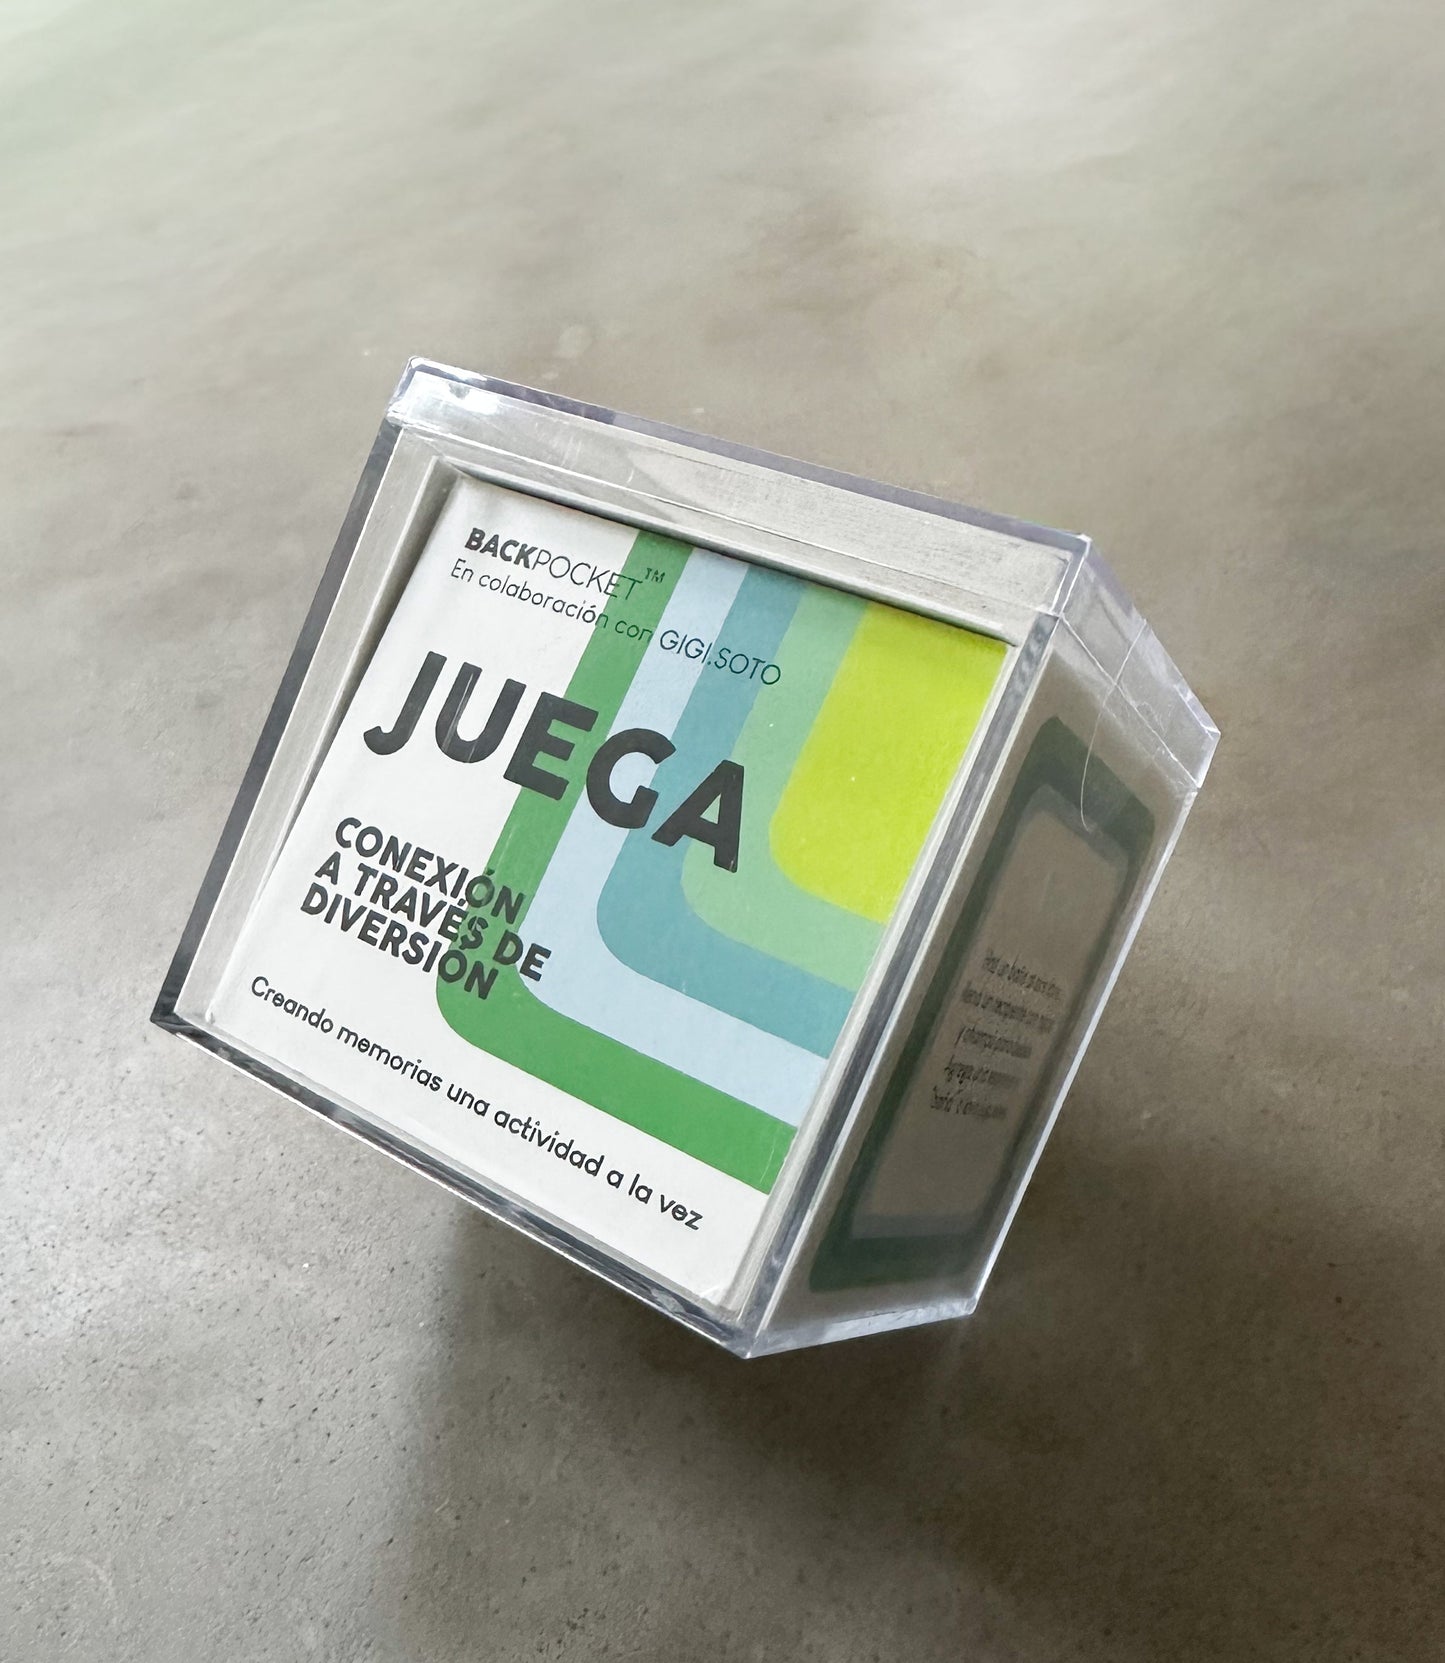 BACKPOCKET™
En colaboración con GIGI.SOTO
JUEGA
CONEXIÓN
A TRAVÉS DE
DIVERSIÓN
Creando memorias una actividad a la vez